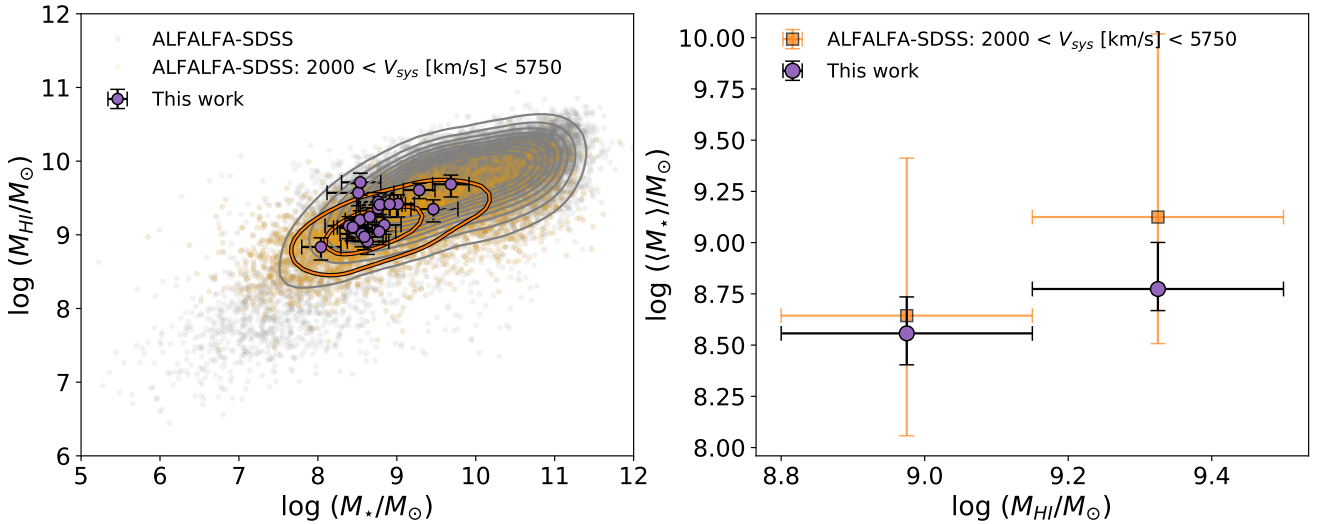 12
11
10
9
8
7
6
log (M_HI/M_⊙)
ALFALFA-SDSS
ALFALFA-SDSS: 2000 < V_sys [km/s] < 5750
This work
5 6 7 8 9 10 11 12
log (M_⋆/M_⊙)
10.00
9.75
9.50
9.25
9.00
8.75
8.50
8.25
8.00
log (⟨M_⋆⟩/M_⊙)
ALFALFA-SDSS: 2000 < V_sys [km/s] < 5750
This work
8.8 9.0 9.2 9.4
log (M_HI/M_⊙)